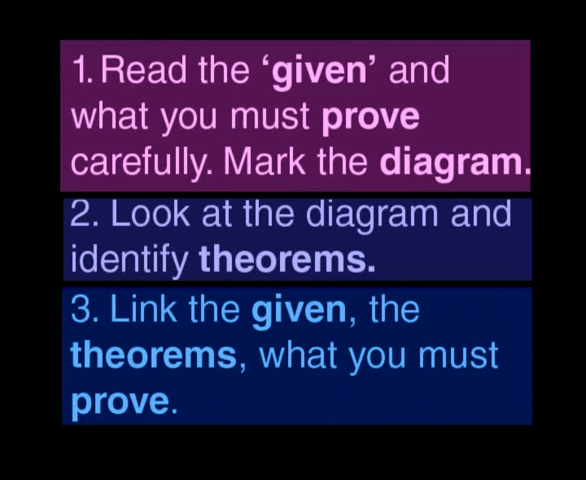 1. Read the ‘given’ and
what you must prove
carefully. Mark the diagram.
2. Look at the diagram and
identify theorems.
3. Link the given, the
theorems, what you must
prove.